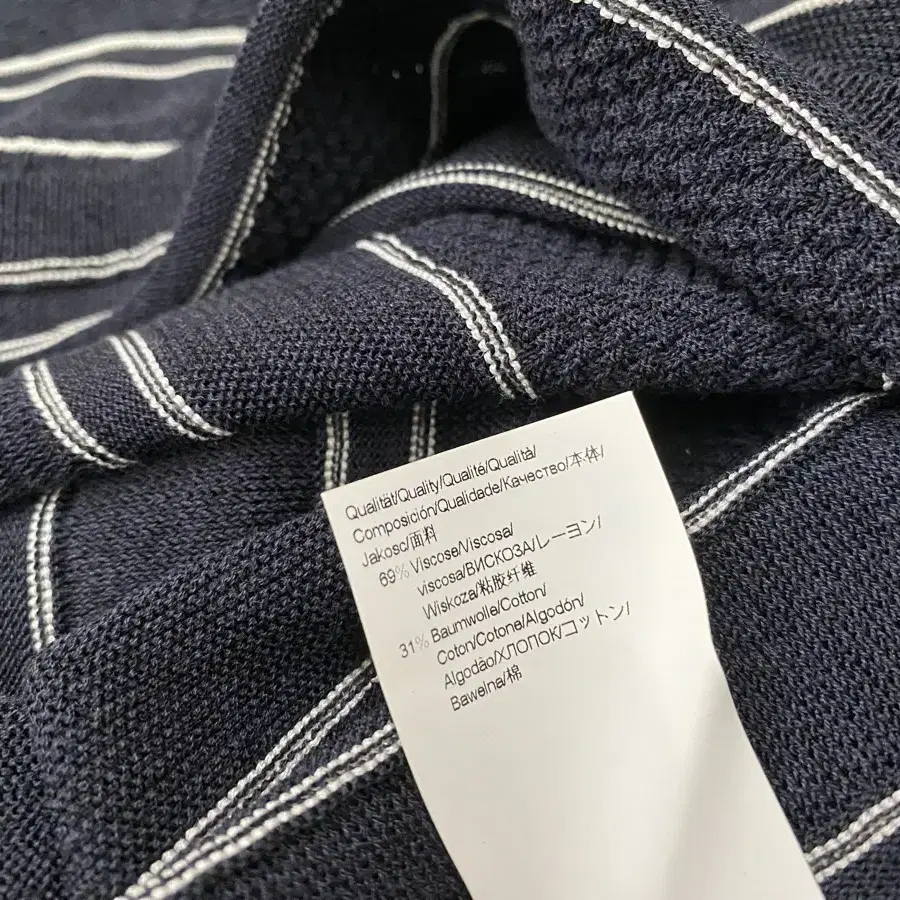 Qualität/Quality/Qualité/Qualità/
Composición/Qualidade/Качество/本体/
Jakosc/面料
69% Viscose/Viscosa/
viscosa/ВИСКОЗА/レーヨン/
Wiskoza/粘胶纤维
31% Baumwolle/Cotton/
Coton/Cotone/Algodón/
Algodão/ХЛОПОК/コットン/
Bawelna/棉